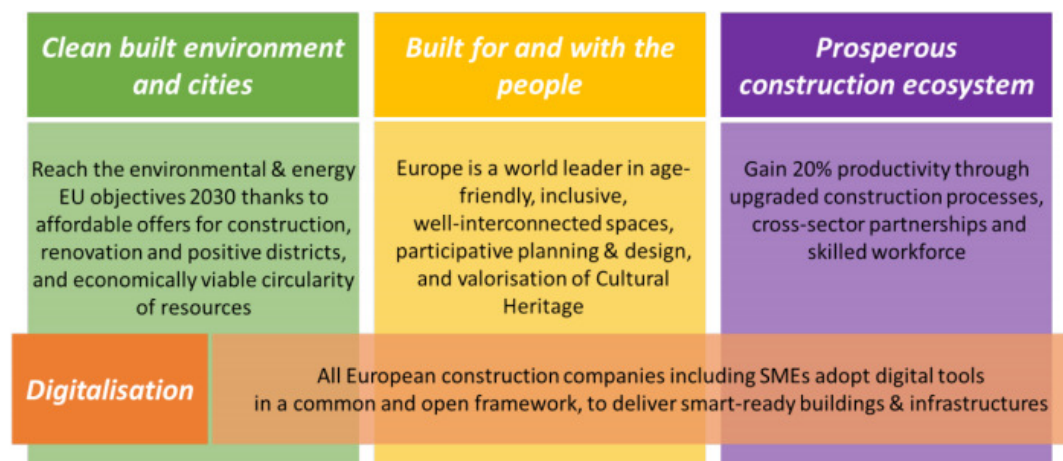 Clean built environment
and cities
Reach the environmental & energy
EU objectives 2030 thanks to
affordable offers for construction,
renovation and positive districts,
and economically viable circularity
of resources
Built for and with the
people
Europe is a world leader in age-
friendly, inclusive,
well-interconnected spaces,
participative planning & design,
and valorisation of Cultural
Heritage
Prosperous
construction ecosystem
Gain 20% productivity through
upgraded construction processes,
cross-sector partnerships and
skilled workforce
Digitalisation
All European construction companies including SMEs adopt digital tools
in a common and open framework, to deliver smart-ready buildings & infrastructures